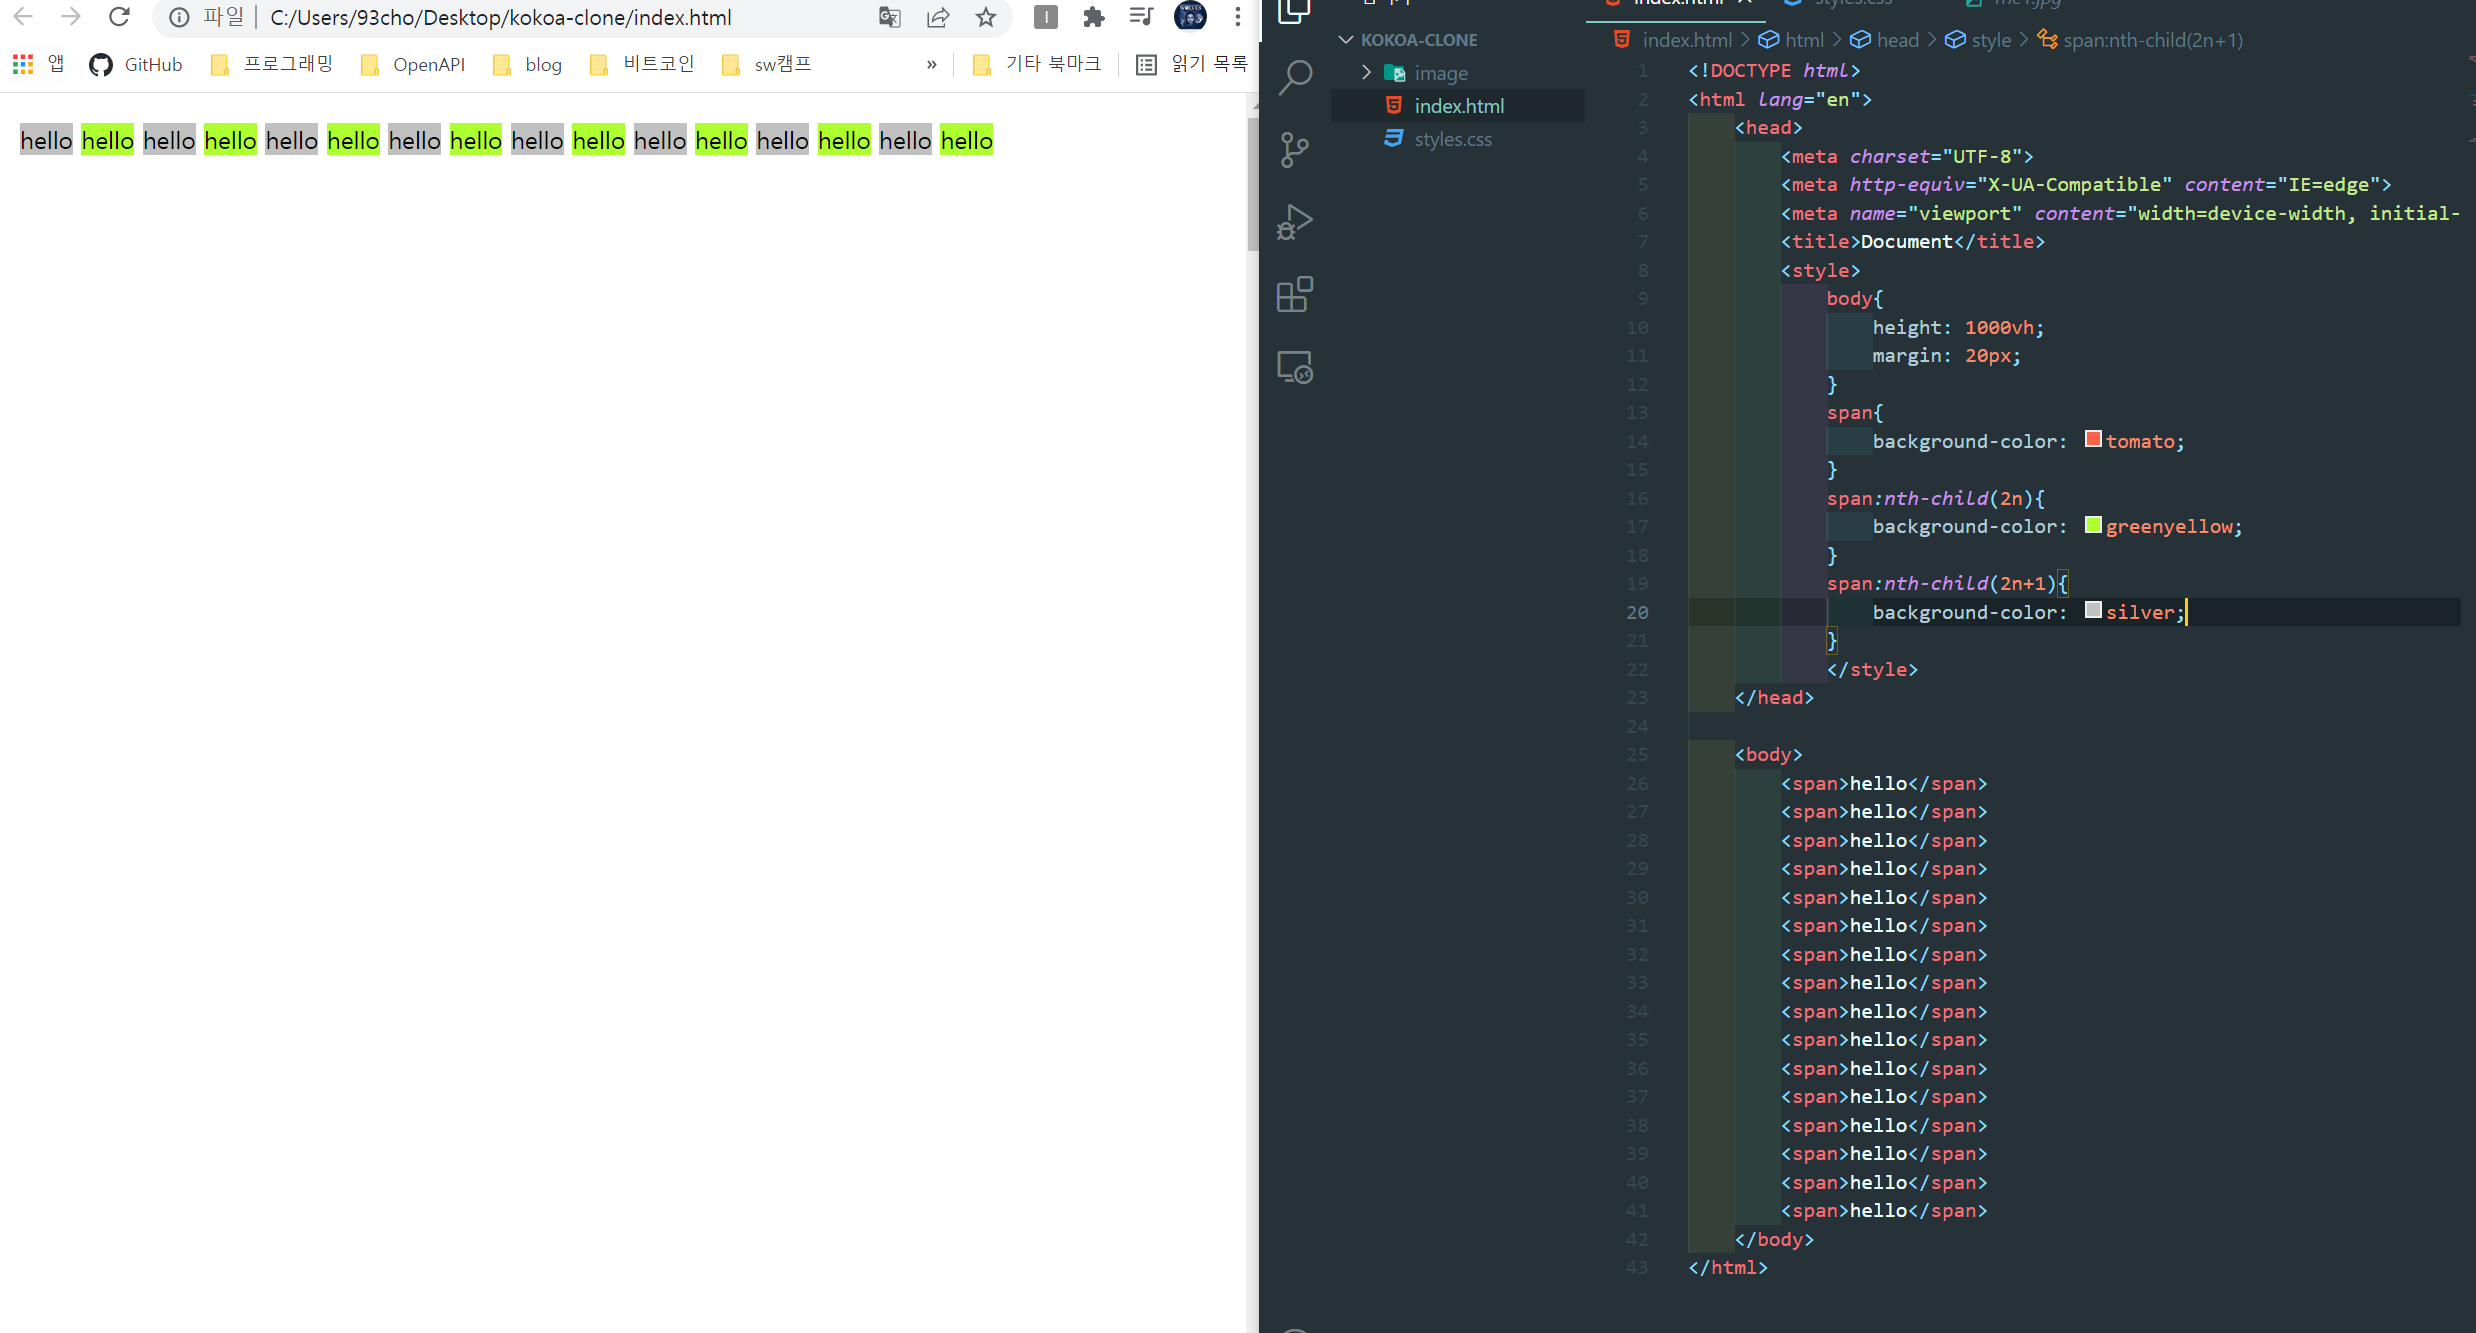 파일 C:/Users/93cho/Desktop/kokoa-clone/index.html
앱 GitHub 프로그래밍 OpenAPI blog 비트코인 sw캠프 » 기타 북마크 읽기 목록
hello hello hello hello hello hello hello hello hello hello hello hello hello hello hello hello
KOKOA-CLONE
image
index.html
styles.css
index.html styles.css me1.jpg
index.html > html > head > style > span:nth-child(2n+1)
1 <!DOCTYPE html>
2 <html lang="en">
3 <head>
4 <meta charset="UTF-8">
5 <meta http-equiv="X-UA-Compatible" content="IE=edge">
6 <meta name="viewport" content="width=device-width, initial-
7 <title>Document</title>
8 <style>
9 body{
10 height: 1000vh;
11 margin: 20px;
12 }
13 span{
14 background-color: tomato;
15 }
16 span:nth-child(2n){
17 background-color: greenyellow;
18 }
19 span:nth-child(2n+1){
20 background-color: silver;
21 }
22 </style>
23 </head>
24
25 <body>
26 <span>hello</span>
27 <span>hello</span>
28 <span>hello</span>
29 <span>hello</span>
30 <span>hello</span>
31 <span>hello</span>
32 <span>hello</span>
33 <span>hello</span>
34 <span>hello</span>
35 <span>hello</span>
36 <span>hello</span>
37 <span>hello</span>
38 <span>hello</span>
39 <span>hello</span>
40 <span>hello</span>
41 <span>hello</span>
42 </body>
43 </html>